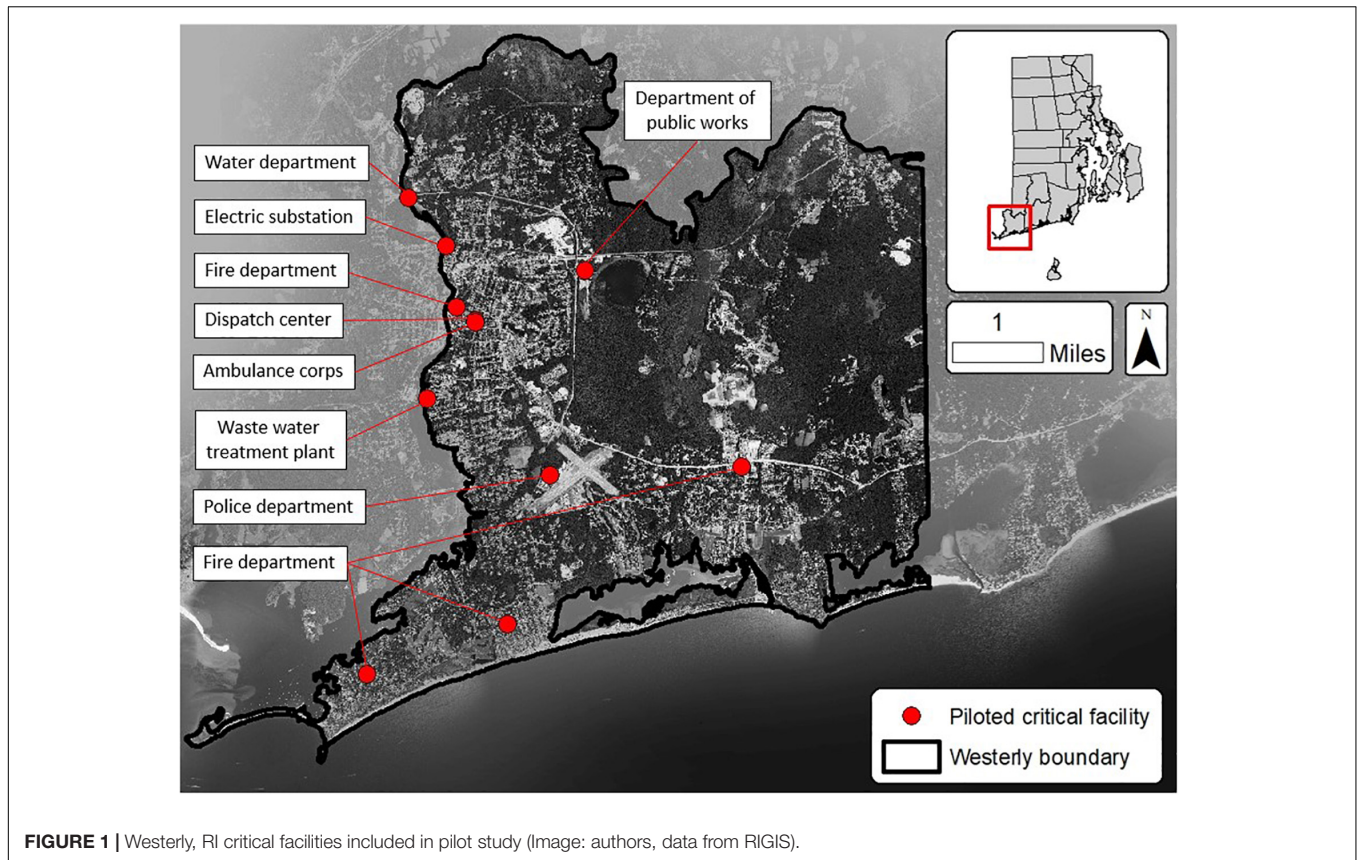 Department of
public works
Water department
Electric substation
Fire department
Dispatch center
Ambulance corps
Waste water
treatment plant
Police department
Fire department
1
Miles
N
Piloted critical facility
Westerly boundary
FIGURE 1 | Westerly, RI critical facilities included in pilot study (Image: authors, data from RIGIS).